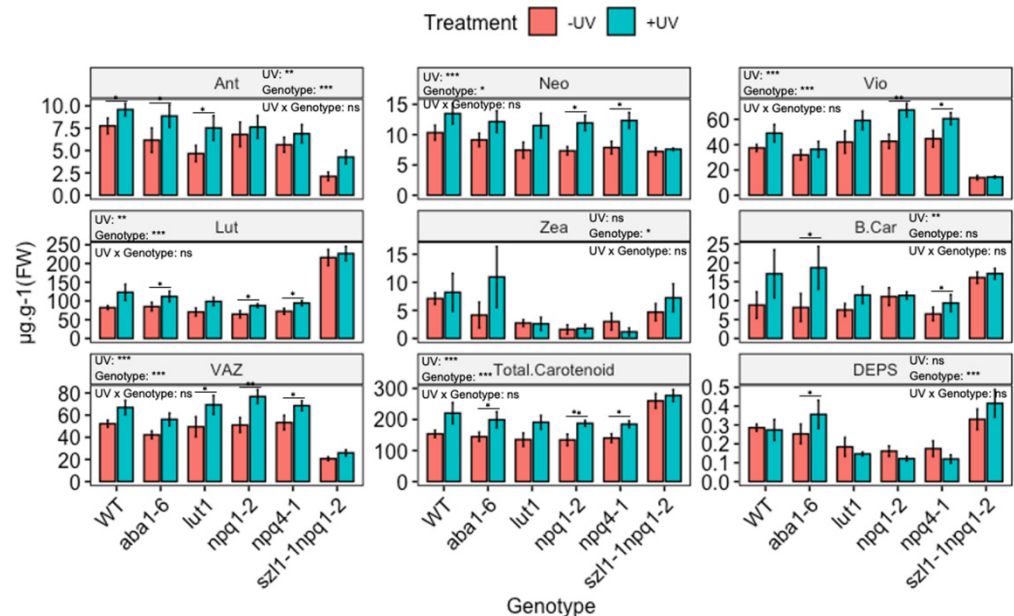 Treatment -UV +UV
Ant
UV: **
Genotype: ***
UV x Genotype: ns
10.0
7.5
5.0
2.5
0.0
* * *
Neo
UV: ***
Genotype: *
UV x Genotype: ns
15
10
5
0
* *
Vio
UV: ***
Genotype: ***
UV x Genotype: ns
60
40
20
0
** *
Lut
UV: **
Genotype: ***
UV x Genotype: ns
250
200
150
100
50
0
* * *
Zea
UV: ns
Genotype: *
UV x Genotype: ns
15
10
5
0
B.Car
UV: **
Genotype: ns
UV x Genotype: ns
25
20
15
10
5
0
* *
VAZ
UV: ***
Genotype: ***
UV x Genotype: ns
80
60
40
20
0
* ** *
Total.Carotenoid
UV: ***
Genotype: ***
UV x Genotype: ns
300
200
100
0
* ** *
DEPS
UV: ns
Genotype: ***
UV x Genotype: ns
0.5
0.4
0.3
0.2
0.1
0.0
*
µg.g-1(FW)
WT
aba1-6
lut1
npq1-2
npq4-1
szl1-1npq1-2
WT
aba1-6
lut1
npq1-2
npq4-1
szl1-1npq1-2
WT
aba1-6
lut1
npq1-2
npq4-1
szl1-1npq1-2
Genotype